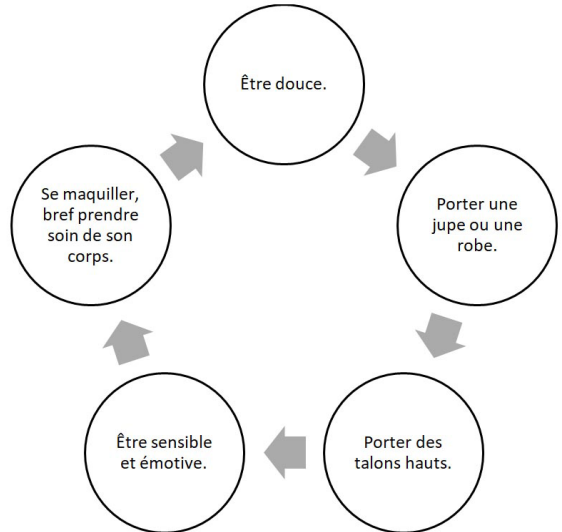 Être douce.
Porter une
jupe ou une
robe.
Porter des
talons hauts.
Être sensible
et émotive.
Se maquiller,
bref prendre
soin de son
corps.